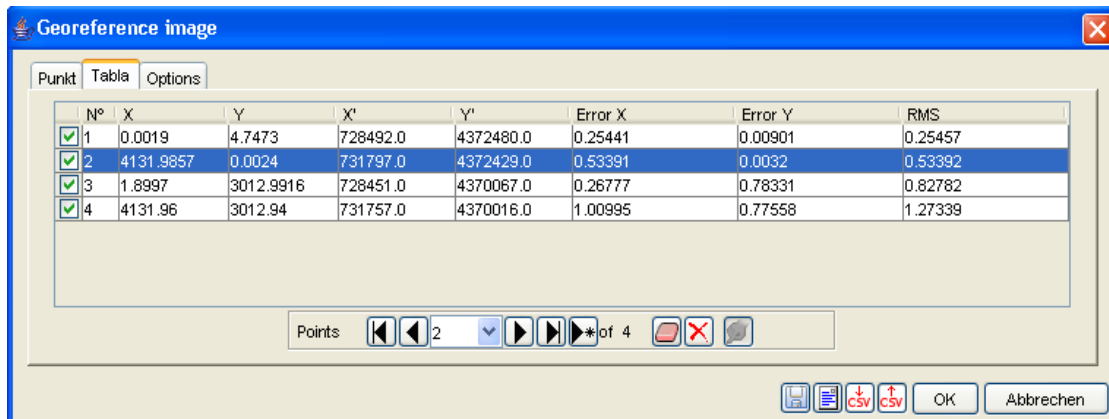 Georeference image
Punkt Tabla Options
Nº X Y X' Y' Error X Error Y RMS
1 0.0019 4.7473 728492.0 4372480.0 0.25441 0.00901 0.25457
2 4131.9857 0.0024 731797.0 4372429.0 0.53391 0.0032 0.53392
3 1.8997 3012.9916 728451.0 4370067.0 0.26777 0.78331 0.82782
4 4131.96 3012.94 731757.0 4370016.0 1.00995 0.77558 1.27339
Points 2 of 4
CSV CSV OK Abbrechen